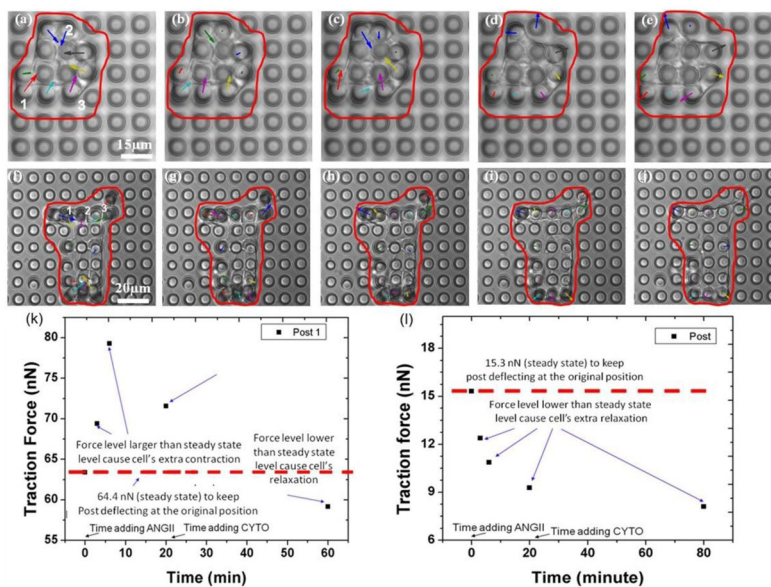 (a) (b) (c) (d) (e)
2
1 3
15μm
(f) (g) (h) (i) (j)
1 2 3
20μm
(k) (l)
Post 1
80
75
70
65
60
55
Traction Force (nN)
Force level larger than steady state
level cause cell's extra contraction
Force level lower
than steady state
level cause cell's
relaxation
64.4 nN (steady state) to keep
Post deflecting at the original position
Time adding ANGII
Time adding CYTO
0 10 20 30 40 50 60
Time (min)
Post
18
15
12
9
6
Traction force (nN)
15.3 nN (steady state) to keep
post deflecting at the original position
Force level lower than steady state
level cause cell's extra relaxation
Time adding ANGII
Time adding CYTO
0 20 40 60 80
Time (minute)